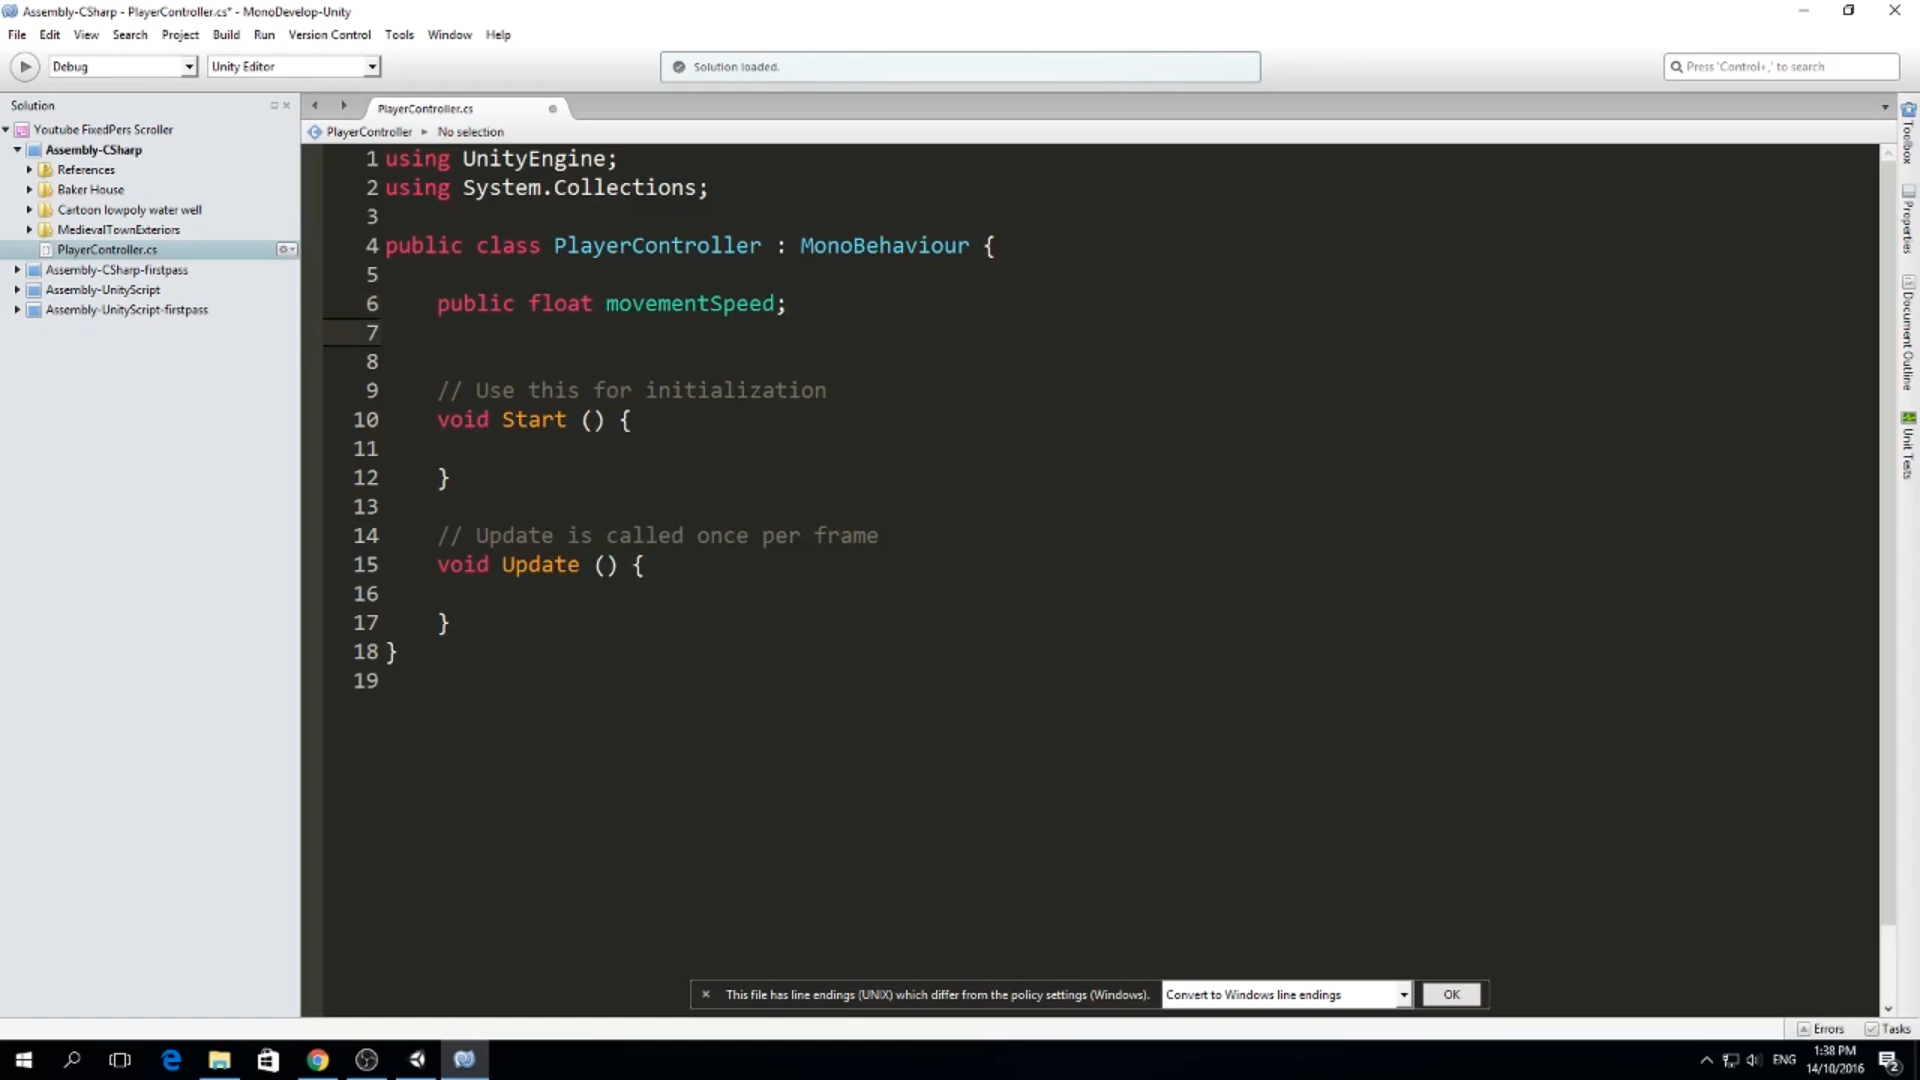 Assembly-CSharp - PlayerController.cs* - MonoDevelop-Unity
File Edit View Search Project Build Run Version Control Tools Window Help
Debug Unity Editor Solution loaded. Press 'Control+,' to search
Solution
Youtube FixedPers Scroller
Assembly-CSharp
References
Baker House
Cartoon lowpoly water well
MedievalTownExteriors
PlayerController.cs
Assembly-CSharp-firstpass
Assembly-UnityScript
Assembly-UnityScript-firstpass
PlayerController.cs
PlayerController No selection
1 using UnityEngine;
2 using System.Collections;
3
4 public class PlayerController : MonoBehaviour {
5
6 public float movementSpeed;
7
8
9 // Use this for initialization
10 void Start () {
11
12 }
13
14 // Update is called once per frame
15 void Update () {
16
17 }
18 }
19
Toolbox
Properties
Document Outline
Unit Tests
This file has line endings (UNIX) which differ from the policy settings (Windows). Convert to Windows line endings OK
Errors Tasks
ENG
1:38 PM
14/10/2016
2